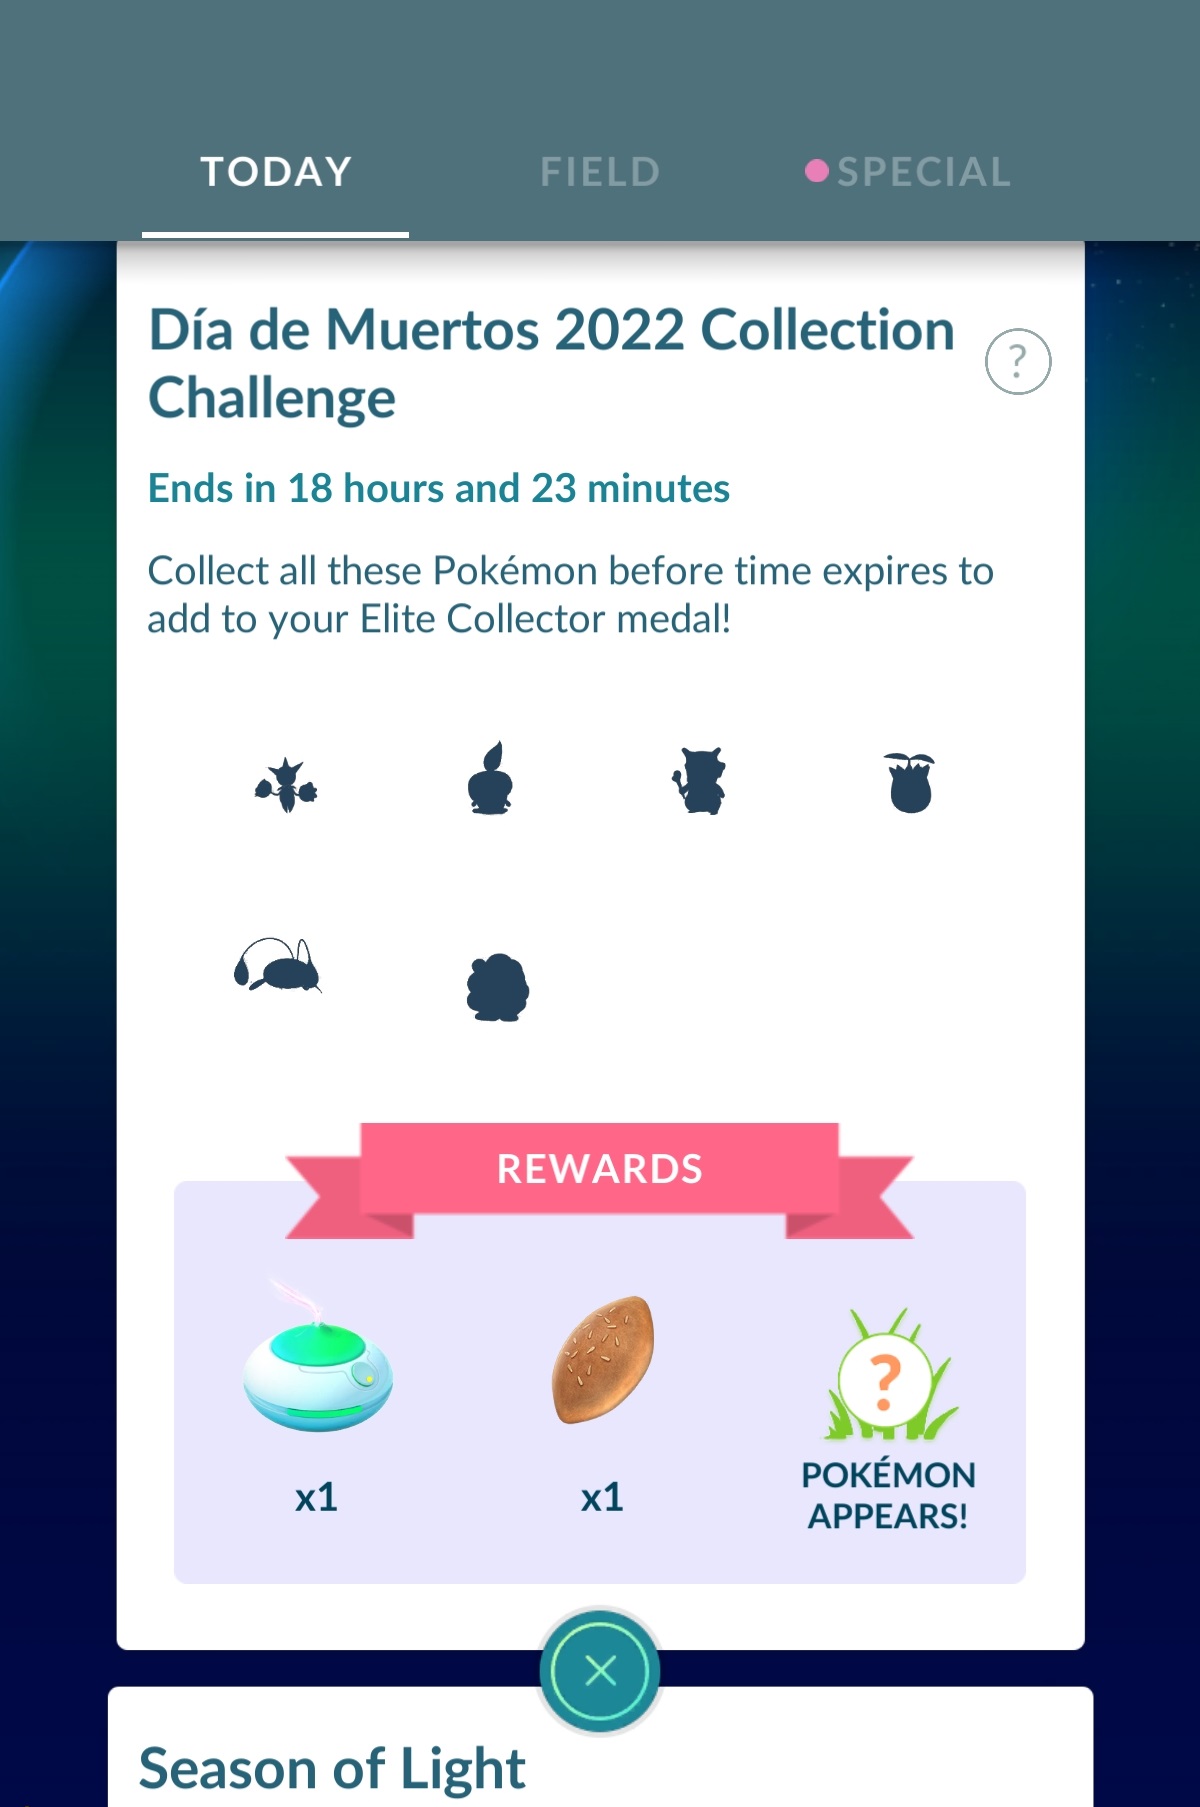 TODAY
FIELD
SPECIAL
Día de Muertos 2022 Collection
Challenge
?
Ends in 18 hours and 23 minutes
Collect all these Pokémon before time expires to
add to your Elite Collector medal!
REWARDS
?
x1
x1
POKÉMON
APPEARS!
Season of Light